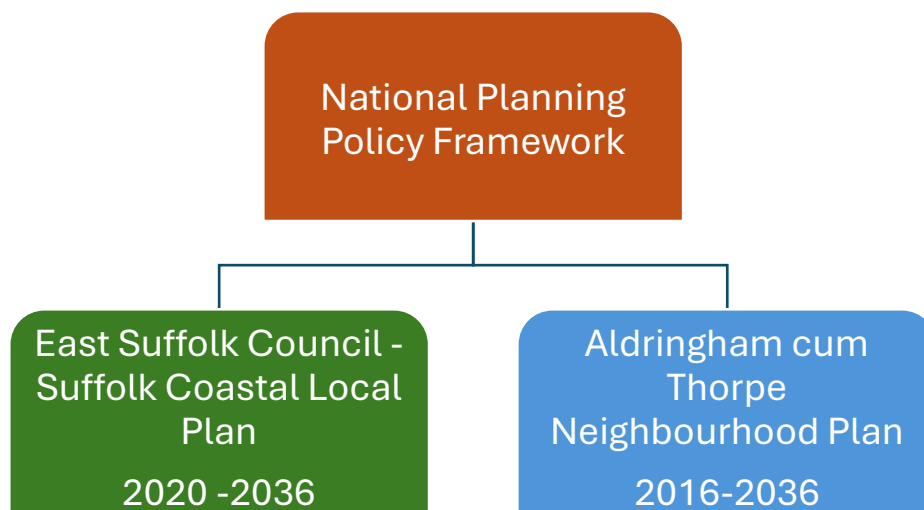 National Planning
Policy Framework
East Suffolk Council -
Suffolk Coastal Local
Plan
2020 -2036
Aldringham cum
Thorpe
Neighbourhood Plan
2016-2036